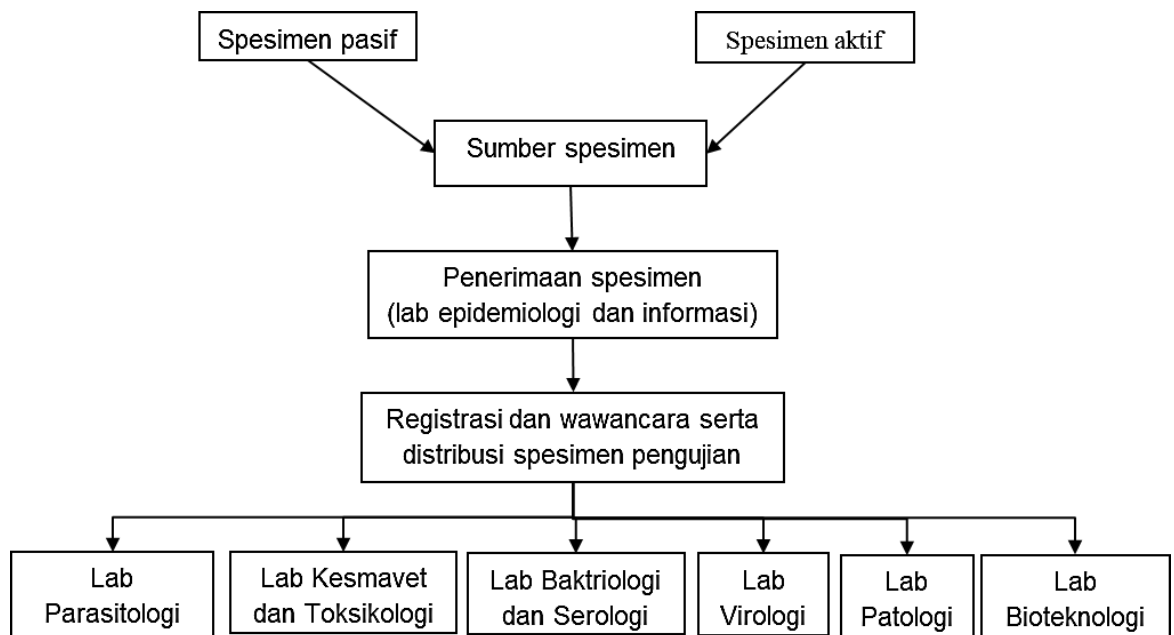 Spesimen pasif
Spesimen aktif
Sumber spesimen
Penerimaan spesimen
(lab epidemiologi dan informasi)
Registrasi dan wawancara serta
distribusi spesimen pengujian
Lab
Parasitologi
Lab Kesmavet
dan Toksikologi
Lab Baktriologi
dan Serologi
Lab
Virologi
Lab
Patologi
Lab
Bioteknologi